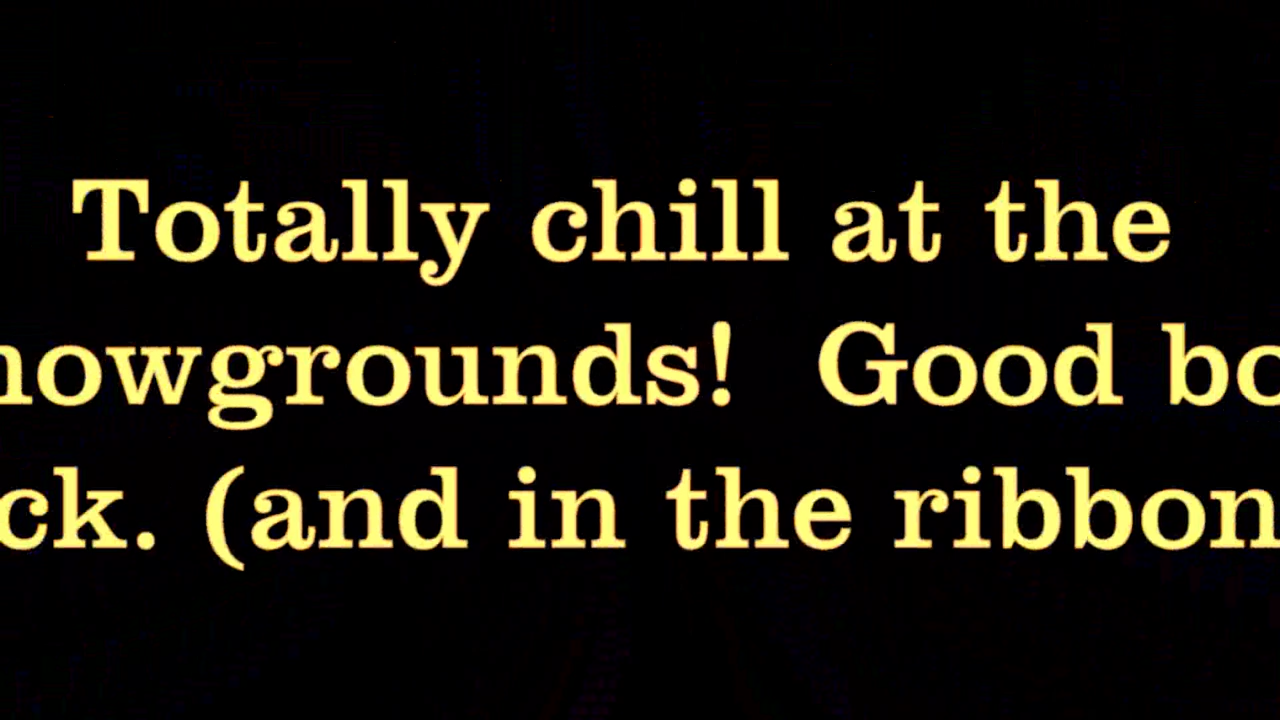 Totally chill at the
howgrounds!  Good bo
ck. (and in the ribbon